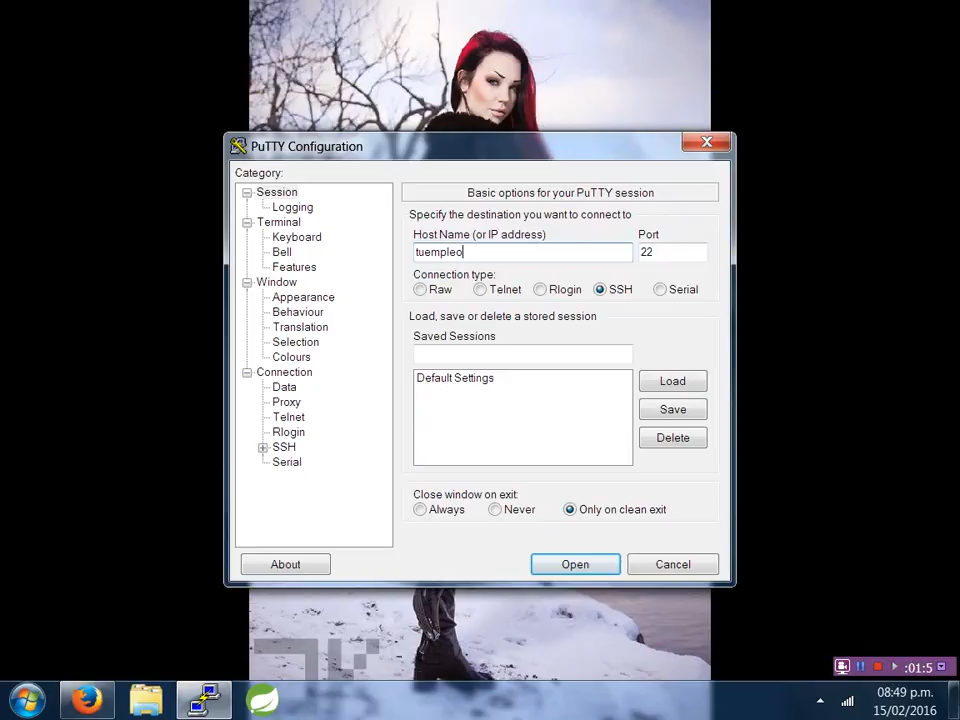 PuTTY Configuration
Category:
Session
Logging
Terminal
Keyboard
Bell
Features
Window
Appearance
Behaviour
Translation
Selection
Colours
Connection
Data
Proxy
Telnet
Rlogin
SSH
Serial
Basic options for your PuTTY session
Specify the destination you want to connect to
Host Name (or IP address) Port
tuempleo 22
Connection type:
Raw Telnet Rlogin SSH Serial
Load, save or delete a stored session
Saved Sessions
Default Settings
Load
Save
Delete
Close window on exit:
Always Never Only on clean exit
About Open Cancel
:01:5
08:49 p.m.
15/02/2016